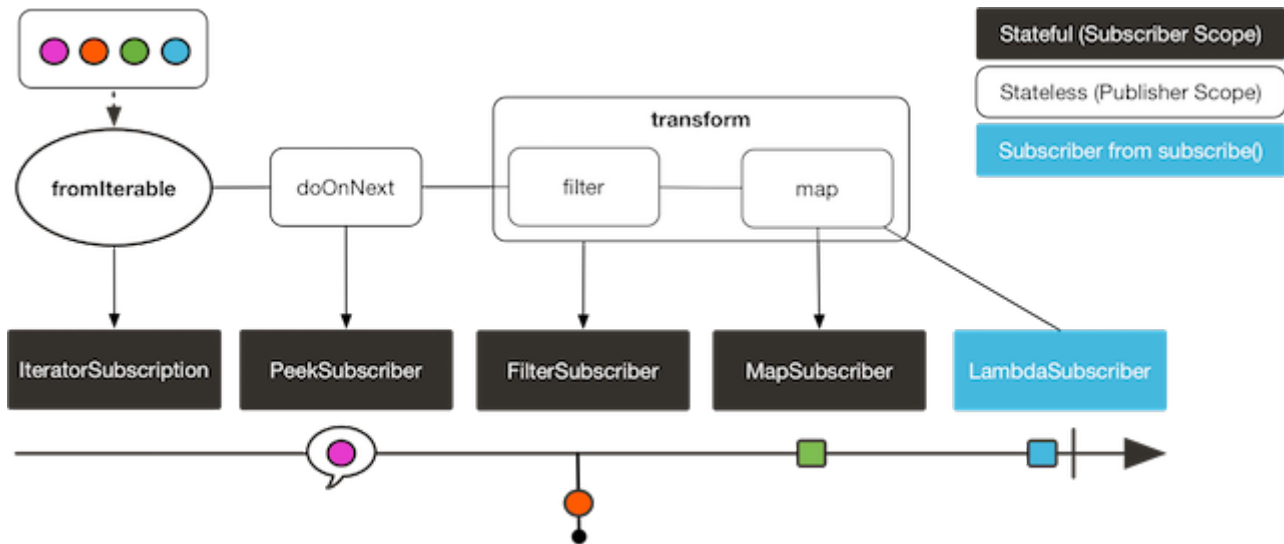 Stateful (Subscriber Scope)
Stateless (Publisher Scope)
Subscriber from subscribe()
transform
fromIterable
doOnNext
filter
map
IteratorSubscription
PeekSubscriber
FilterSubscriber
MapSubscriber
LambdaSubscriber